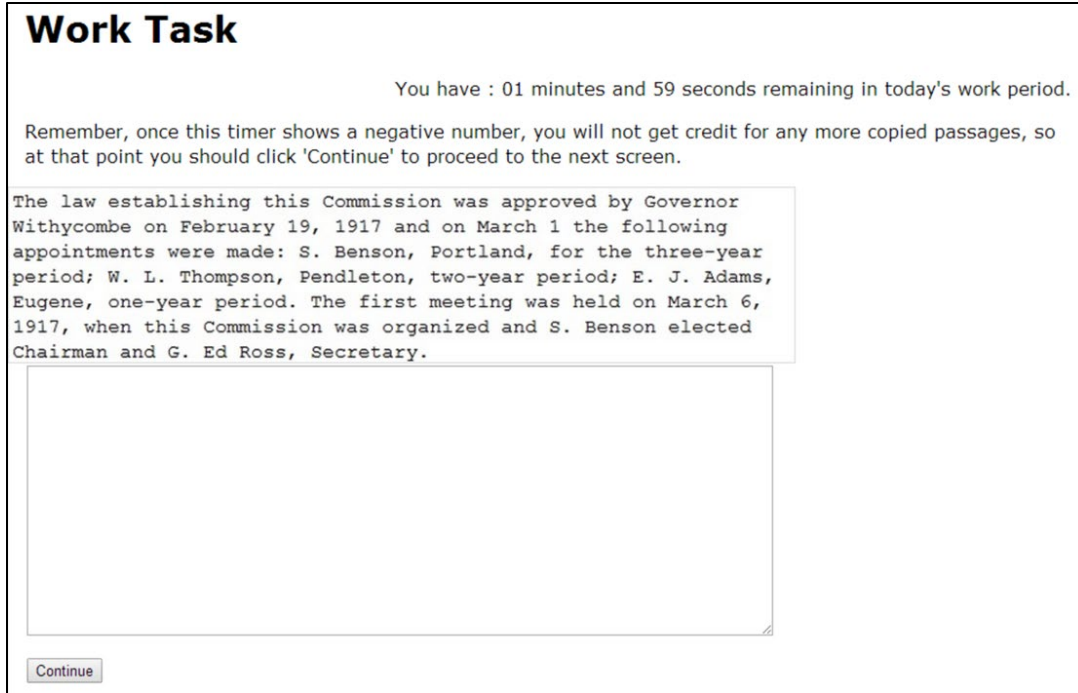 Work Task
You have : 01 minutes and 59 seconds remaining in today's work period.
Remember, once this timer shows a negative number, you will not get credit for any more copied passages, so
at that point you should click 'Continue' to proceed to the next screen.
The law establishing this Commission was approved by Governor
Withycombe on February 19, 1917 and on March 1 the following
appointments were made: S. Benson, Portland, for the three-year
period; W. L. Thompson, Pendleton, two-year period; E. J. Adams,
Eugene, one-year period. The first meeting was held on March 6,
1917, when this Commission was organized and S. Benson elected
Chairman and G. Ed Ross, Secretary.
Continue